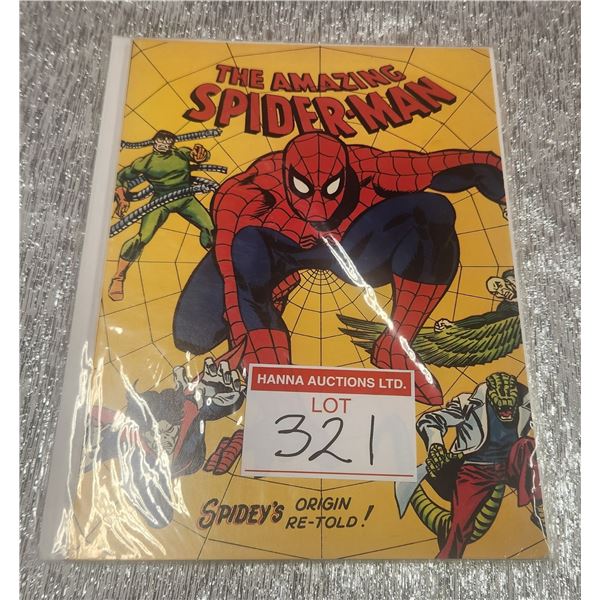 THE AMAZING
SPIDER-MAN
HANNA AUCTIONS LTD.
LOT
321
SPIDEY'S ORIGIN
RE-TOLD!